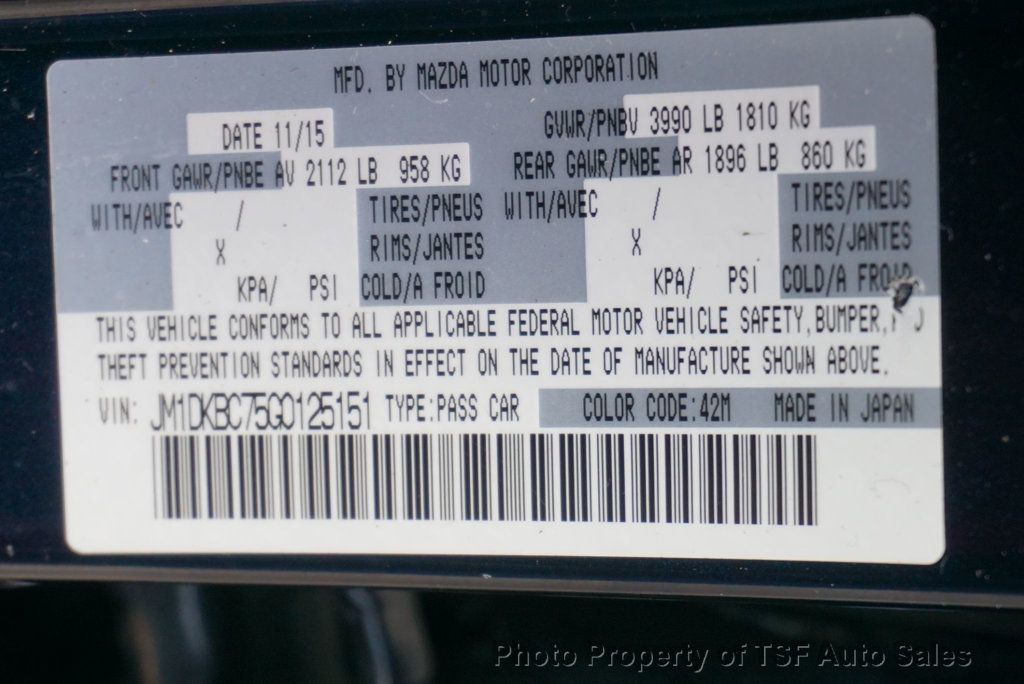 MFD. BY MAZDA MOTOR CORPORATION
DATE 11/15 GVWR/PNBV 3990 LB 1810 KG
FRONT GAWR/PNBE AV 2112 LB 958 KG REAR GAWR/PNBE AR 1896 LB 860 KG
WITH/AVEC / TIRES/PNEUS WITH/AVEC / TIRES/PNEUS
X RIMS/JANTES X RIMS/JANTES
KPA/ PSI COLD/A FROID KPA/ PSI COLD/A FROID
THIS VEHICLE CONFORMS TO ALL APPLICABLE FEDERAL MOTOR VEHICLE SAFETY, BUMPER,
THEFT PREVENTION STANDARDS IN EFFECT ON THE DATE OF MANUFACTURE SHOWN ABOVE.
VIN: JM1DKBC75G0125151 TYPE:PASS CAR COLOR CODE:42M MADE IN JAPAN
Photo Property of TSF Auto Sales